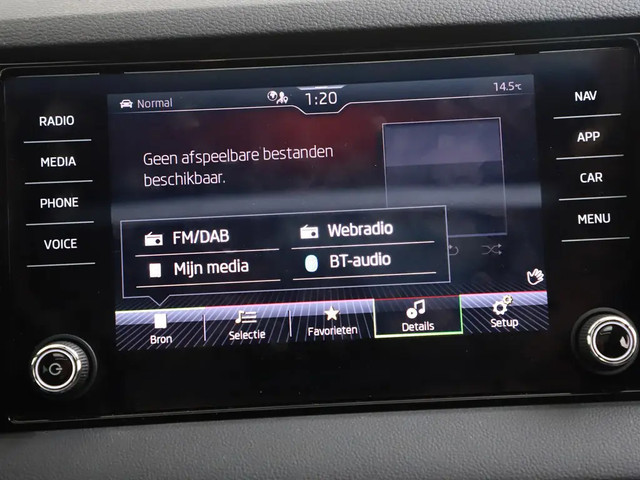 RADIO
MEDIA
PHONE
VOICE
Normal
1:20
14.5°C
Geen afspeelbare bestanden
beschikbaar.
FM/DAB
Webradio
Mijn media
BT-audio
Bron
Selectie
Favorieten
Details
Setup
NAV
APP
CAR
MENU